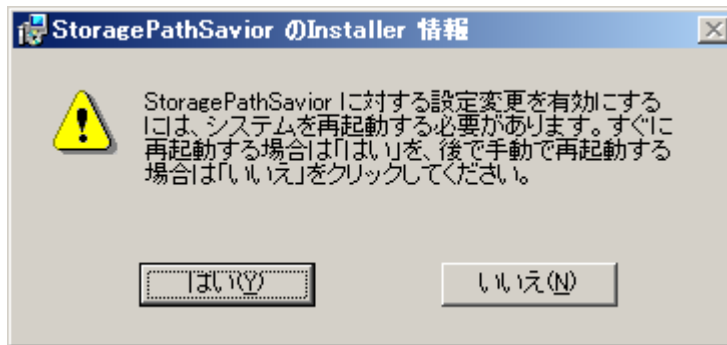 StoragePathSavior のInstaller 情報
StoragePathSavior に対する設定変更を有効にする
には、システムを再起動する必要があります。すぐに
再起動する場合は「はい」を、後で手動で再起動する
場合は「いいえ」をクリックしてください。
はい(Y)
いいえ(N)